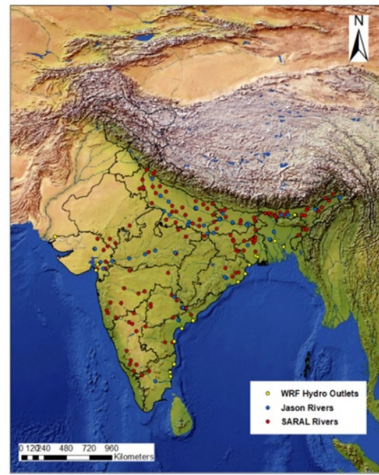 N
WRF Hydro Outlets
Jason Rivers
SARAL Rivers
0 120 240 480 720 960
Kilometers